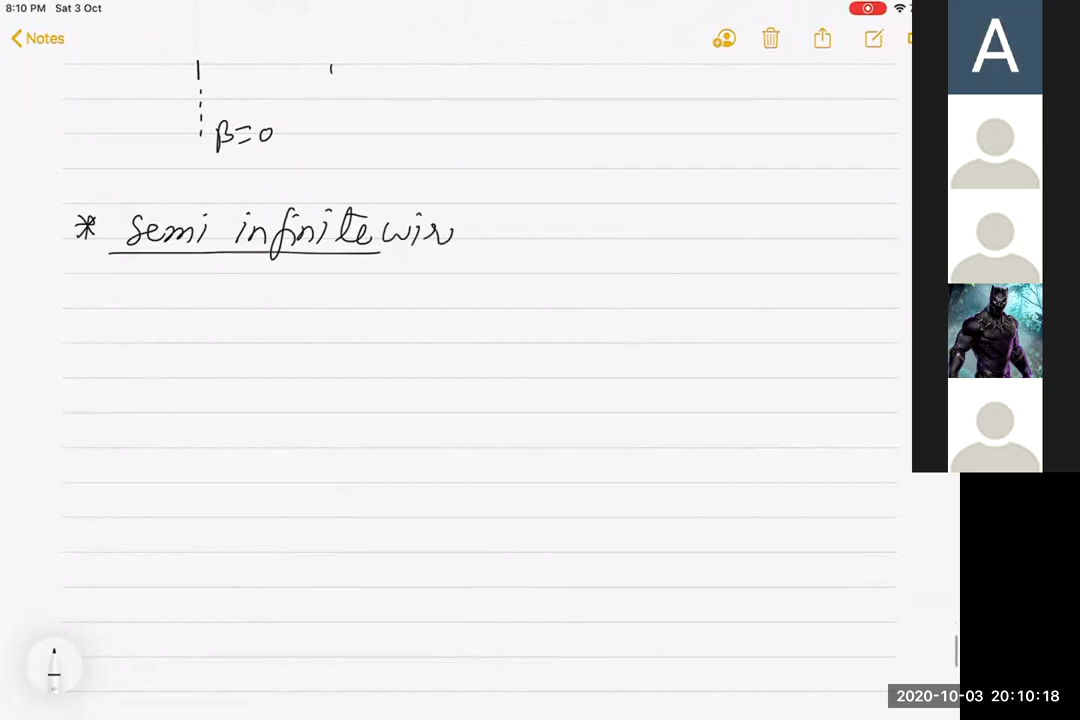 8:10 PM Sat 3 Oct
Notes
β=0
* semi infinite wir
A
2020-10-03 20:10:18